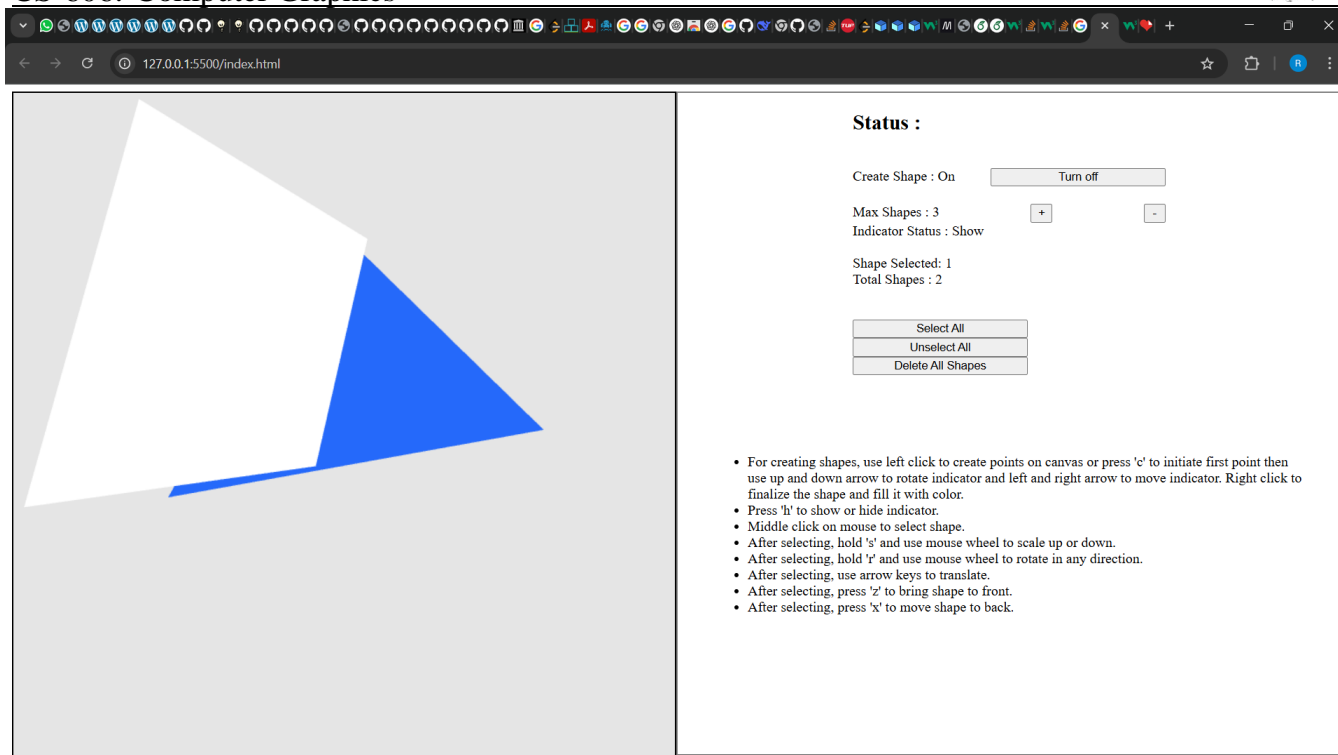 127.0.0.1:5500/index.html
R
Status :
Create Shape : On
Turn off
Max Shapes : 3
+
-
Indicator Status : Show
Shape Selected: 1
Total Shapes : 2
Select All
Unselect All
Delete All Shapes
• For creating shapes, use left click to create points on canvas or press 'c' to initiate first point then
use up and down arrow to rotate indicator and left and right arrow to move indicator. Right click to
finalize the shape and fill it with color.
• Press 'h' to show or hide indicator.
• Middle click on mouse to select shape.
• After selecting, hold 's' and use mouse wheel to scale up or down.
• After selecting, hold 'r' and use mouse wheel to rotate in any direction.
• After selecting, use arrow keys to translate.
• After selecting, press 'z' to bring shape to front.
• After selecting, press 'x' to move shape to back.